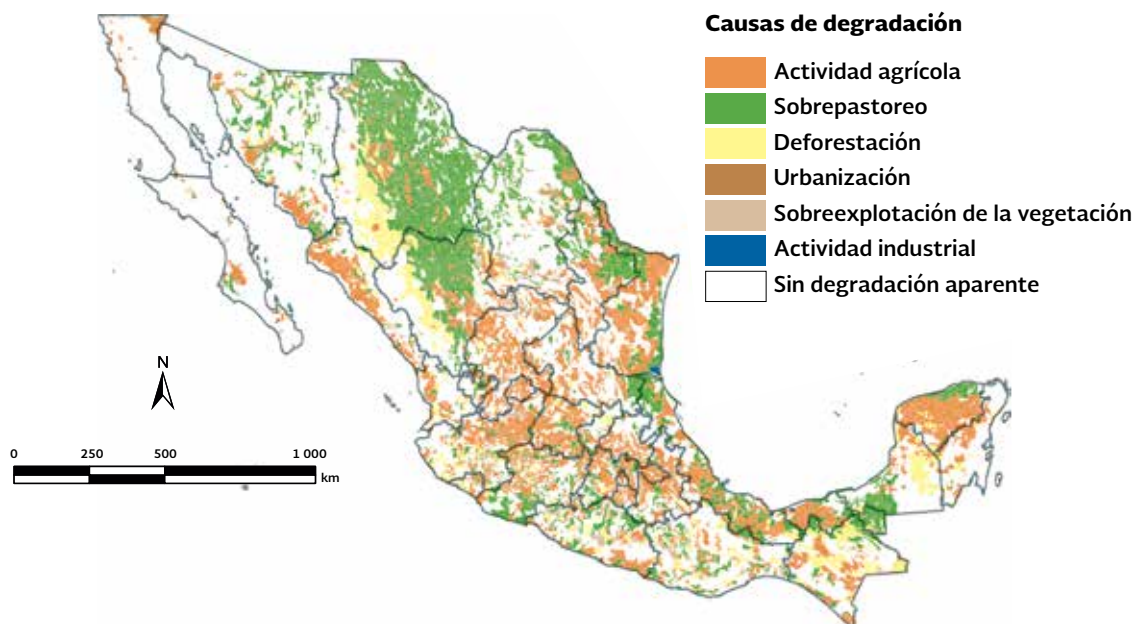 Causas de degradación
Actividad agrícola
Sobrepastoreo
Deforestación
Urbanización
Sobreexplotación de la vegetación
Actividad industrial
Sin degradación aparente
N
0 250 500 1 000
km